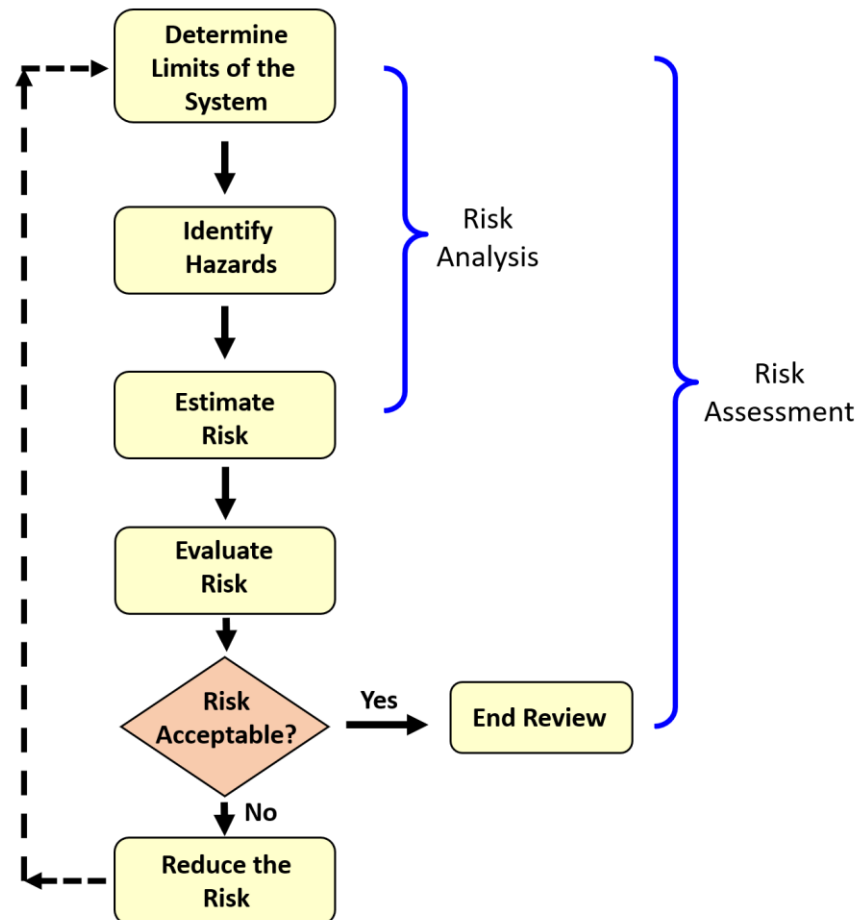 Determine
Limits of the
System
Identify
Hazards
Risk
Analysis
Estimate
Risk
Risk
Assessment
Evaluate
Risk
Risk
Acceptable?
Yes
End Review
No
Reduce the
Risk